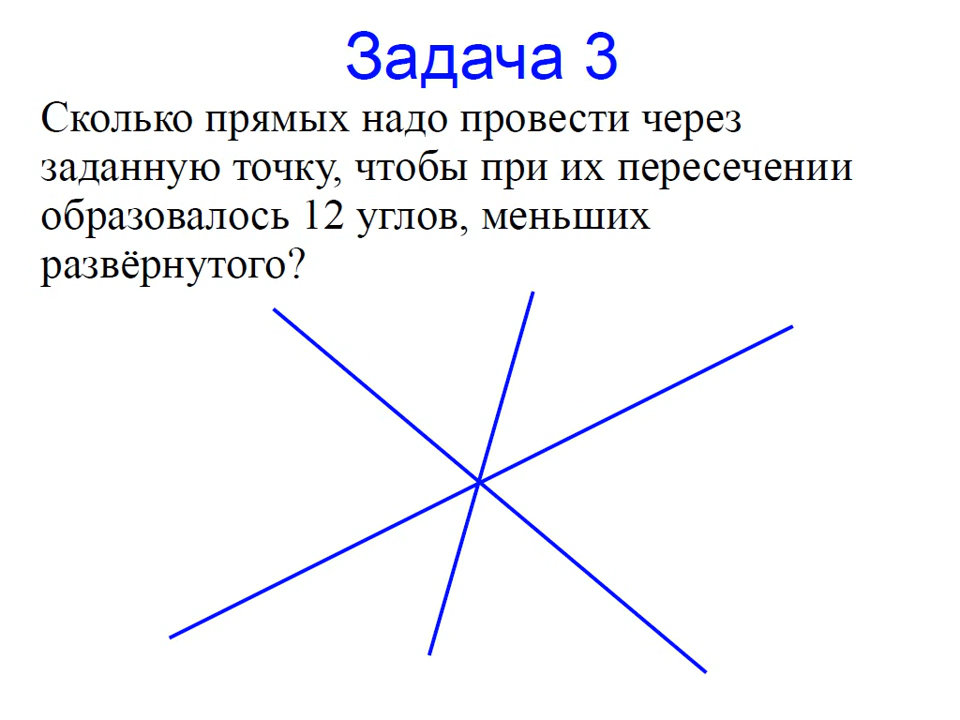 Задача 3
Сколько прямых надо провести через
заданную точку, чтобы при их пересечении
образовалось 12 углов, меньших
развёрнутого?